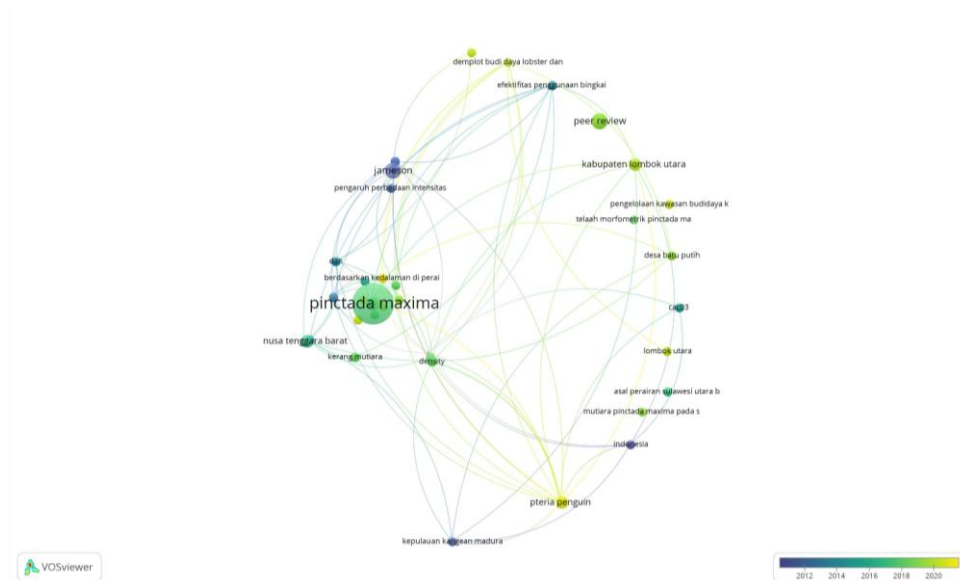 demplot budi daya lobster dan
efektifitas penggunaan bingkai
peer review
jameson
kabupaten lombok utara
pengaruh perbedaan intensitas
pengelolaan kawasan budidaya k
telaah morfometrik pinctada ma
desa batu putih
berdasarkan kedalaman di perai
pinctada maxima
caco3
nusa tenggara barat
kerang mutiara
density
lombok utara
asal perairan sulawesi utara b
mutiara pinctada maxima pada s
indonesia
pteria penguin
kepulauan kangean madura
VOSviewer
2012 2014 2016 2018 2020